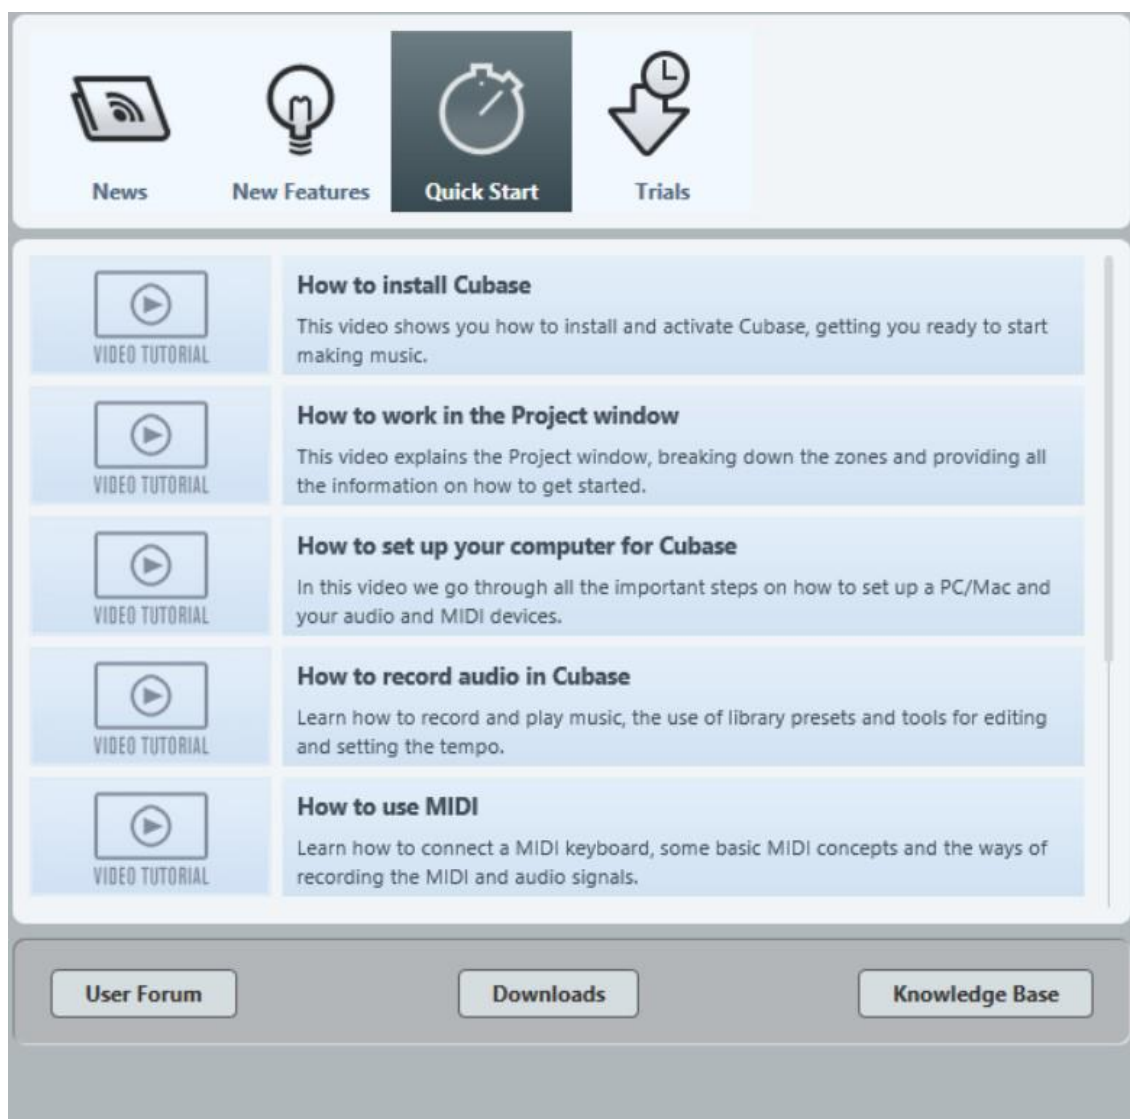 News
New Features
Quick Start
Trials
VIDEO TUTORIAL
How to install Cubase
This video shows you how to install and activate Cubase, getting you ready to start
making music.
VIDEO TUTORIAL
How to work in the Project window
This video explains the Project window, breaking down the zones and providing all
the information on how to get started.
VIDEO TUTORIAL
How to set up your computer for Cubase
In this video we go through all the important steps on how to set up a PC/Mac and
your audio and MIDI devices.
VIDEO TUTORIAL
How to record audio in Cubase
Learn how to record and play music, the use of library presets and tools for editing
and setting the tempo.
VIDEO TUTORIAL
How to use MIDI
Learn how to connect a MIDI keyboard, some basic MIDI concepts and the ways of
recording the MIDI and audio signals.
User Forum
Downloads
Knowledge Base